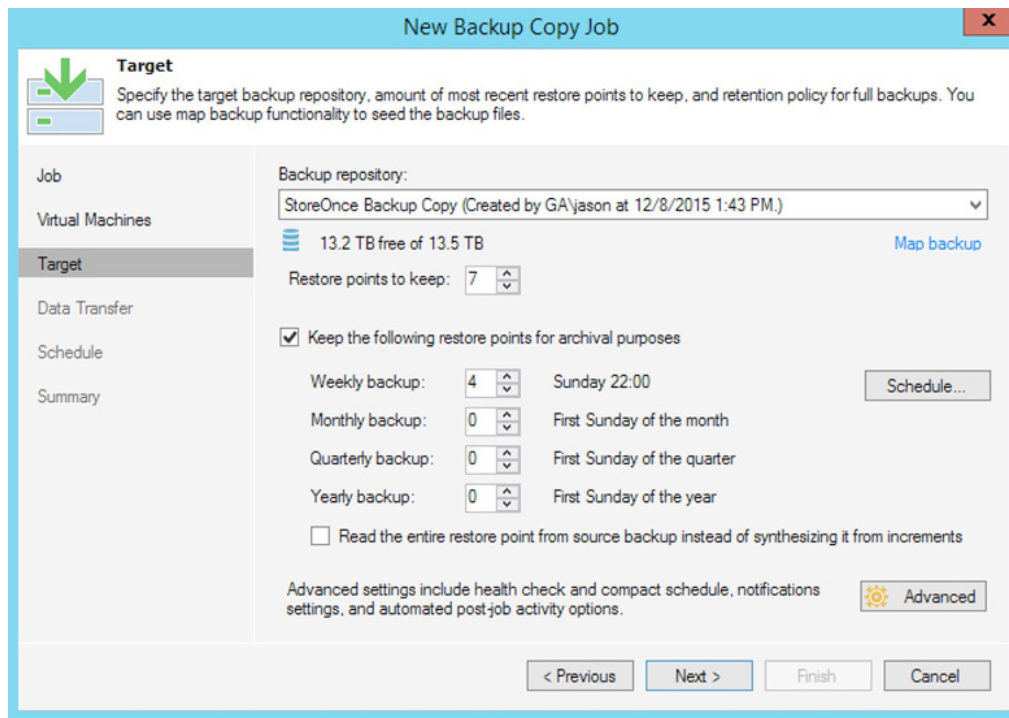 New Backup Copy Job
x
Target
Specify the target backup repository, amount of most recent restore points to keep, and retention policy for full backups. You
can use map backup functionality to seed the backup files.
Job
Virtual Machines
Target
Data Transfer
Schedule
Summary
Backup repository:
StoreOnce Backup Copy (Created by GA\jason at 12/8/2015 1:43 PM.)
13.2 TB free of 13.5 TB
Map backup
Restore points to keep: 7
Keep the following restore points for archival purposes
Weekly backup: 4 Sunday 22:00 Schedule...
Monthly backup: 0 First Sunday of the month
Quarterly backup: 0 First Sunday of the quarter
Yearly backup: 0 First Sunday of the year
Read the entire restore point from source backup instead of synthesizing it from increments
Advanced settings include health check and compact schedule, notifications
settings, and automated post-job activity options.
Advanced
< Previous Next > Finish Cancel